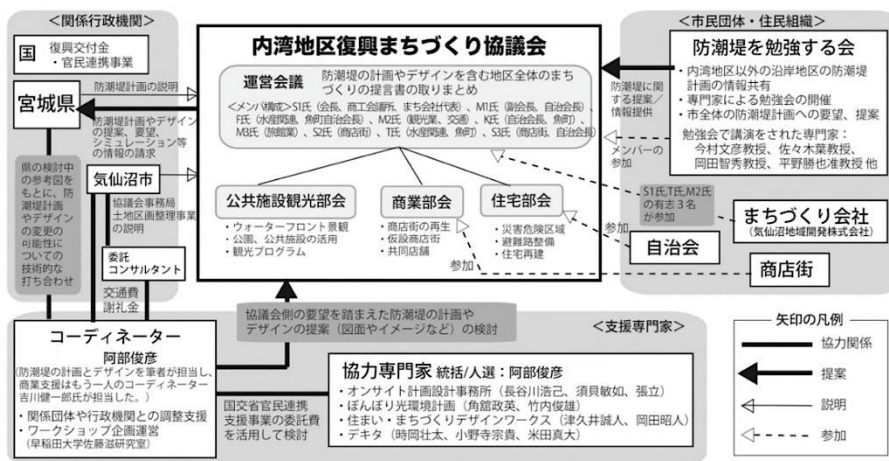 <関係行政機関>
国
復興交付金
・官民連携事業
宮城県
防潮堤計画の説明
防潮堤計画やデザインの
提案、要望、
シミュレーション等
の情報の請求
県の検討中
の参考図を
もとに、防潮
堤計画
やデザイン
の変更の
可能性に
ついての
技術的な
打ち合わせ
気仙沼市
協議会事務局
土地区画整理事業
の説明
委託
コンサルタント
交通費
謝礼金
内湾地区復興まちづくり協議会
運営会議
防潮堤の計画やデザインを含む地区全体のまち
づくりの提言書の取りまとめ
<メンバ構成>S1氏(会長、商工会議所、まち会社代表)、M1氏(副会長、自治会長)
F氏(水産関連、魚町自治会長)、M2氏(観光業、交通)、K氏(自治会長、魚町)、
M3氏(旅館業)、S2氏(商店街)、T氏(水産関連、魚町)、S3氏(商店街、自治会長)
公共施設観光部会
・ウォーターフロント景観
・公園、公共施設の活用
・観光プログラム
商業部会
・商店街の再生
・仮設商店街
・共同店舗
住宅部会
・災害危険区域
・避難路整備
・住宅再建
参加
参加
<市民団体・住民組織>
防潮堤を勉強する会
・内湾地区以外の沿岸地区の防潮堤
計画の情報共有
・専門家による勉強会の開催
・市全体の防潮堤計画への要望、提案
勉強会で講演をされた専門家:
今村文彦教授、佐々木葉教授、
岡田智秀教授、平野勝也准教授 他
防潮堤に関
する提案/
情報提供
メンバーの
参加
S1氏,T氏,M2氏
の有志3名
が参加
まちづくり会社
(気仙沼地域開発株式会社)
自治会
商店街
協議会側の要望を踏まえた防潮堤の計画や
デザインの提案(図面やイメージなど)の検討
<支援専門家>
コーディネーター
阿部俊彦
(防潮堤の計画とデザインを筆者が担当し、
商業支援はもう一人のコーディネーター
吉川健一郎氏が担当した。)
・関係団体や行政機関との調整支援
・ワークショップ企画運営
(早稲田大学佐藤滋研究室)
国交省官民連携
支援事業の委託費
を活用して検討
協力専門家 統括/人選:阿部俊彦
・オンサイト計画設計事務所(長谷川浩己、須貝敏如、張立)
・ぼんぼり光環境計画(角舘政英、竹内俊雄)
・住まい・まちづくりデザインワークス(津久井誠人、岡田昭人)
・デキタ(時岡壮太、小野寺宗貴、米田真大)
矢印の凡例
協力関係
提案
説明
参加